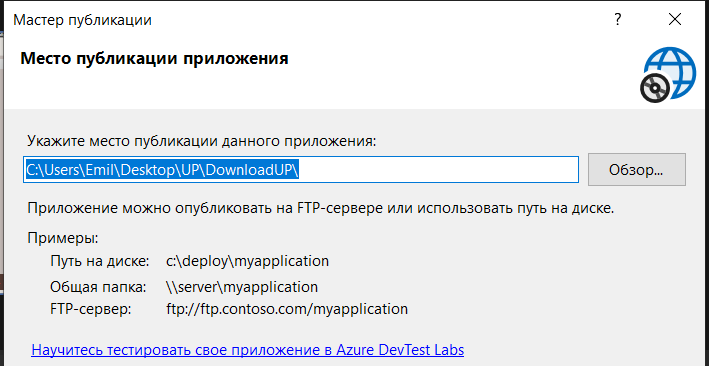 Мастер публикации
?
Место публикации приложения
Укажите место публикации данного приложения:
C:\Users\Emil\Desktop\UP\DownloadUP\
Обзор...
Приложение можно опубликовать на FTP-сервере или использовать путь на диске.
Примеры:
Путь на диске: c:\deploy\myapplication
Общая папка: \\server\myapplication
FTP-сервер: ftp://ftp.contoso.com/myapplication
Научитесь тестировать свое приложение в Azure DevTest Labs